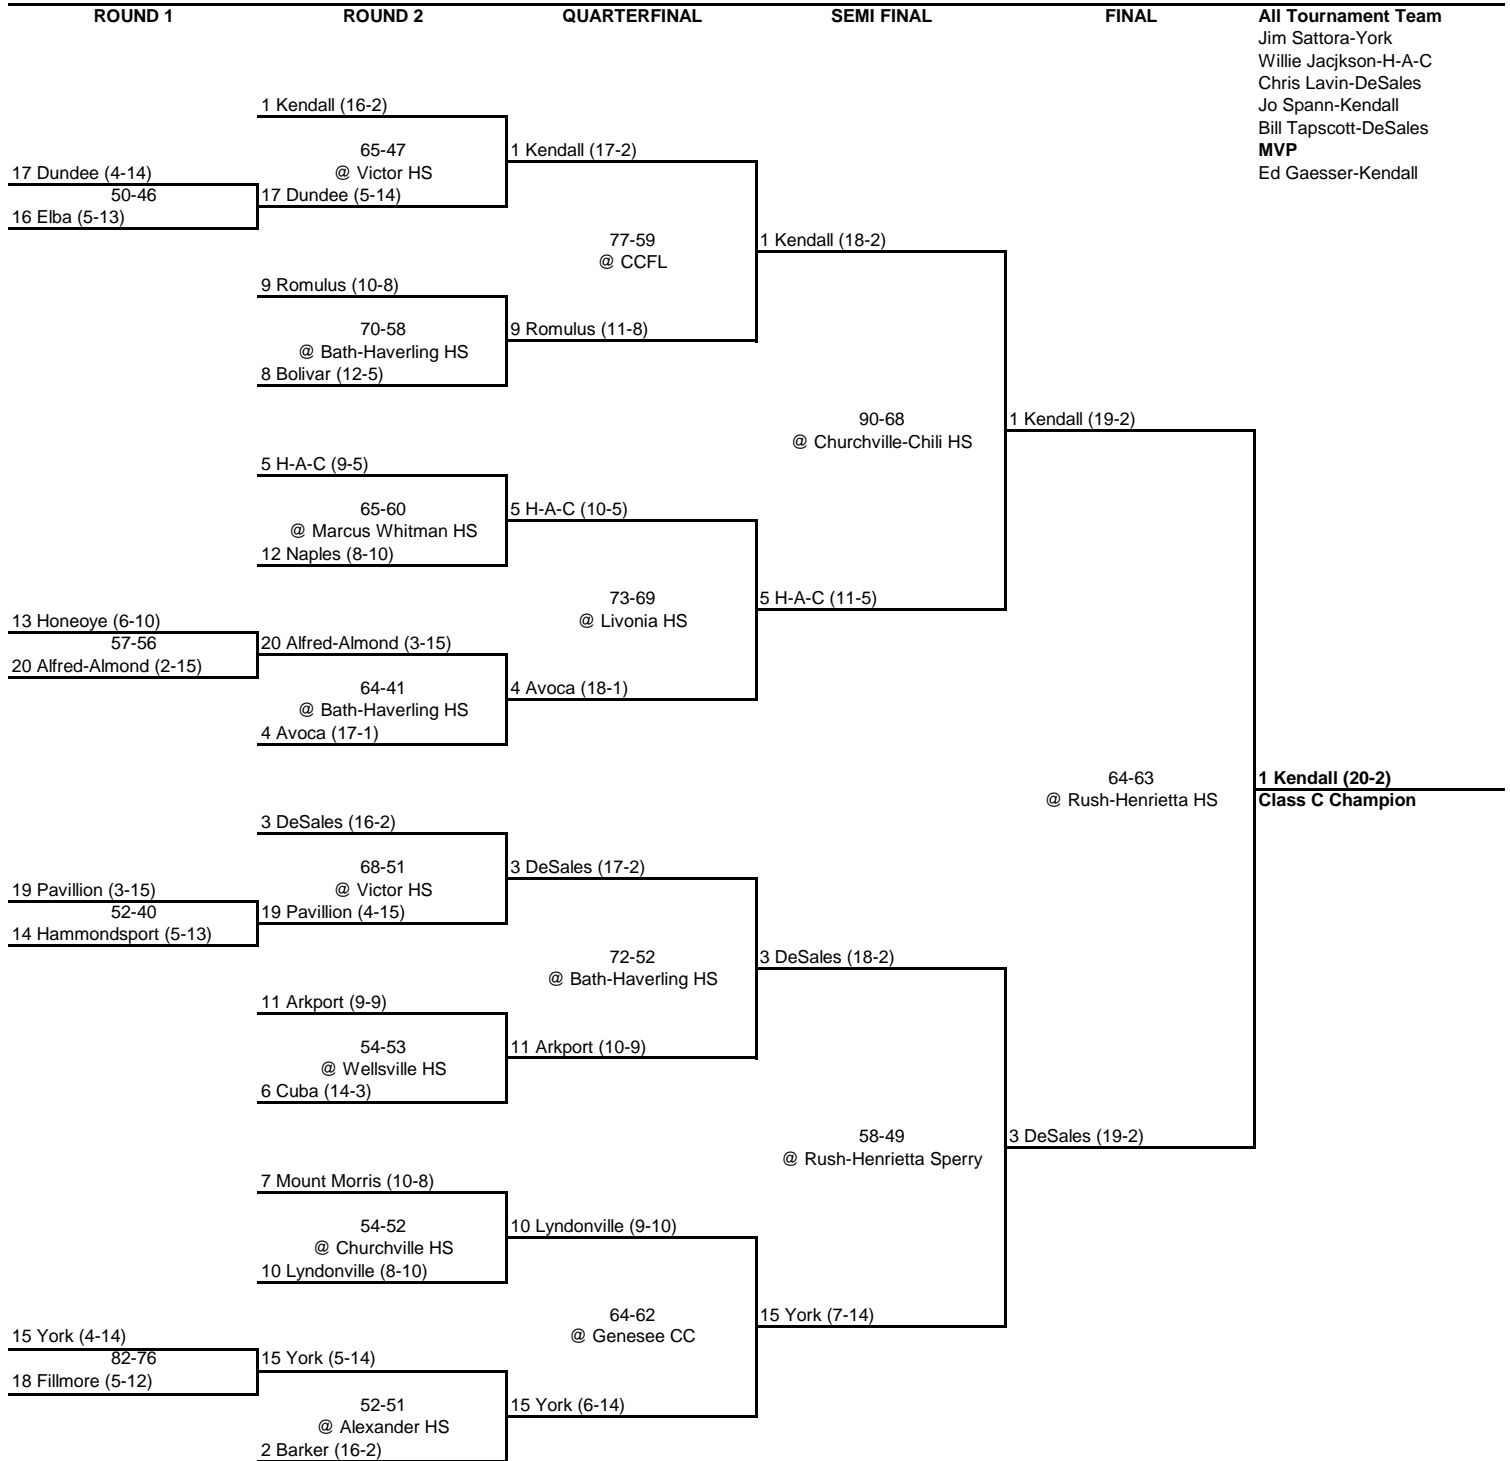 ROUND 1 ROUND 2 QUARTERFINAL SEMI FINAL FINAL All Tournament Team
Jim Sattora-York
Willie Jacjkson-H-A-C
Chris Lavin-DeSales
Jo Spann-Kendall
Bill Tapscott-DeSales
MVP
Ed Gaesser-Kendall
1 Kendall (16-2)
65-47
@ Victor HS
1 Kendall (17-2)
17 Dundee (4-14)
50-46
16 Elba (5-13)
17 Dundee (5-14)
77-59
@ CCFL
1 Kendall (18-2)
9 Romulus (10-8)
70-58
@ Bath-Haverling HS
8 Bolivar (12-5)
9 Romulus (11-8)
90-68
@ Churchville-Chili HS
1 Kendall (19-2)
5 H-A-C (9-5)
65-60
@ Marcus Whitman HS
12 Naples (8-10)
5 H-A-C (10-5)
73-69
@ Livonia HS
5 H-A-C (11-5)
13 Honeoye (6-10)
57-56
20 Alfred-Almond (2-15)
20 Alfred-Almond (3-15)
64-41
@ Bath-Haverling HS
4 Avoca (17-1)
4 Avoca (18-1)
64-63
@ Rush-Henrietta HS
1 Kendall (20-2)
Class C Champion
3 DeSales (16-2)
68-51
@ Victor HS
3 DeSales (17-2)
19 Pavillion (3-15)
52-40
14 Hammondsport (5-13)
19 Pavillion (4-15)
72-52
@ Bath-Haverling HS
3 DeSales (18-2)
11 Arkport (9-9)
54-53
@ Wellsville HS
6 Cuba (14-3)
11 Arkport (10-9)
58-49
@ Rush-Henrietta Sperry
3 DeSales (19-2)
7 Mount Morris (10-8)
54-52
@ Churchville HS
10 Lyndonville (8-10)
10 Lyndonville (9-10)
64-62
@ Genesee CC
15 York (7-14)
15 York (4-14)
82-76
18 Fillmore (5-12)
15 York (5-14)
52-51
@ Alexander HS
2 Barker (16-2)
15 York (6-14)